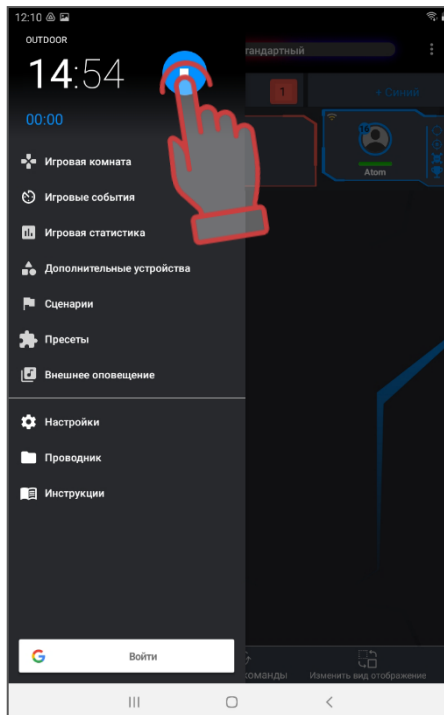 12:10
OUTDOOR
14:54
00:00
тандартный
1
+ Синий
Atom
Игровая комната
Игровые события
Игровая статистика
Дополнительные устройства
Сценарии
Пресеты
Внешнее оповещение
Настройки
Проводник
Инструкции
G Войти
команды
Изменить вид отображение